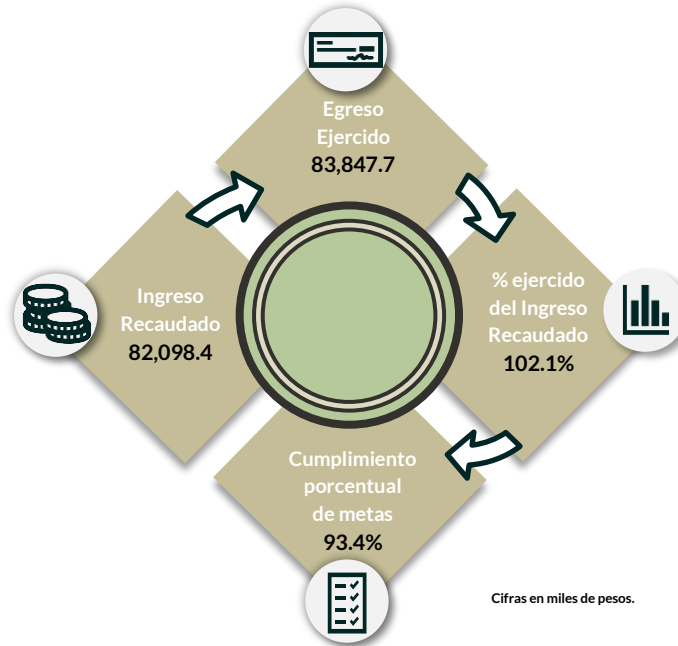 Egreso
Ejercido
83,847.7
Ingreso
Recaudado
82,098.4
% ejercido
del Ingreso
Recaudado
102.1%
Cumplimiento
porcentual
de metas
93.4%
Cifras en miles de pesos.